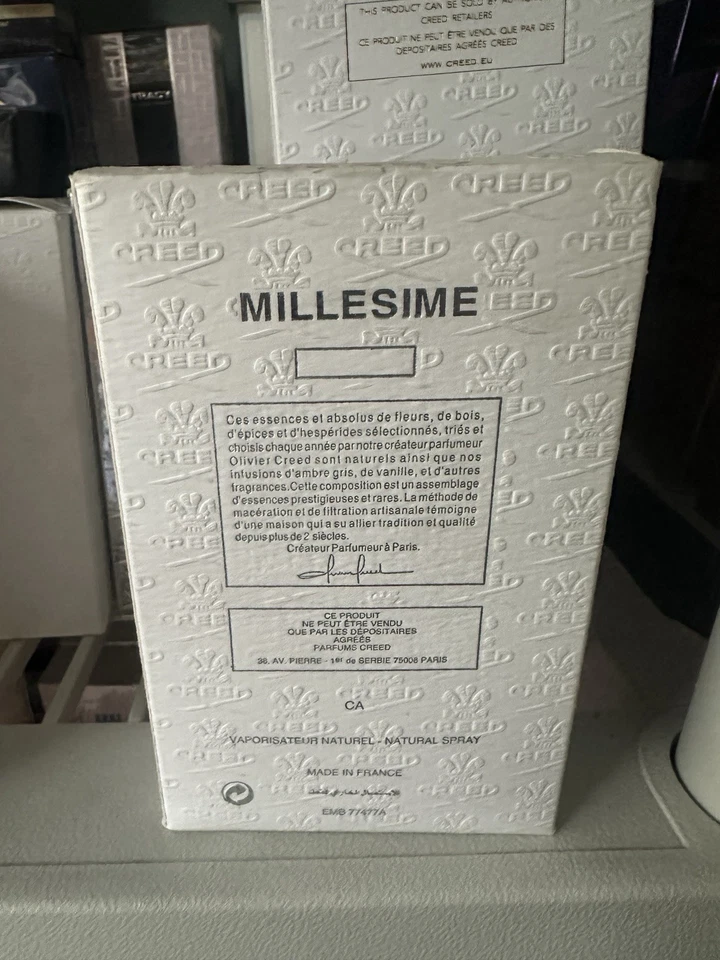 THIS PRODUCT CAN BE SOLD BY
CREED RETAILERS
CE PRODUIT NE PEUT ÊTRE VENDU QUE PAR DES
DEPOSITAIRES AGRÉÉS CREED
WWW.CREED.EU
TRACY
CREED
MILLESIME
Ces essences et absolus de fleurs, de bois,
d'épices et d'hespérides sélectionnés, triés et
choisis chaque année par notre créateur parfumeur
Olivier Creed sont naturels ainsi que nos
infusions d'ambre gris, de vanille, et d'autres
fragrances. Cette composition est un assemblage
d'essences prestigieuses et rares. La méthode de
macération et de filtration artisanale témoigne
d'une maison qui a su allier tradition et qualité
depuis plus de 2 siècles.
Créateur Parfumeur à Paris.
CE PRODUIT
NE PEUT ÊTRE VENDU
QUE PAR LES DÉPOSITAIRES
AGRÉÉS
PARFUMS CREED
36, AV. PIERRE - 1er de SERBIE 75008 PARIS
CA
VAPORISATEUR NATUREL - NATURAL SPRAY
MADE IN FRANCE
EMB 77477A